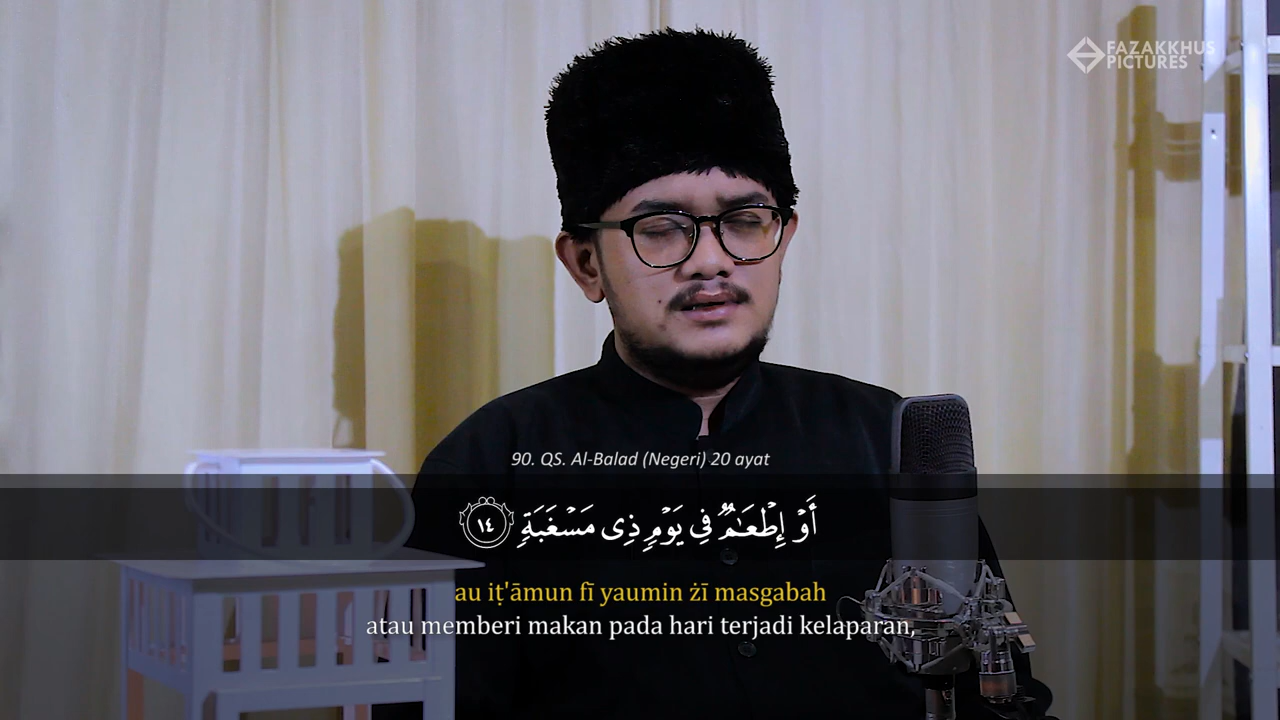 FAZAKKHUS
PICTURES
90. QS. Al-Balad (Negeri) 20 ayat
أَوْ إِطْعَـٰمٌۭ فِى يَوْمٍۢ ذِى مَسْغَبَةٍۢ ١٤
au iṭ'āmun fī yaumin żī masgabah
atau memberi makan pada hari terjadi kelaparan,